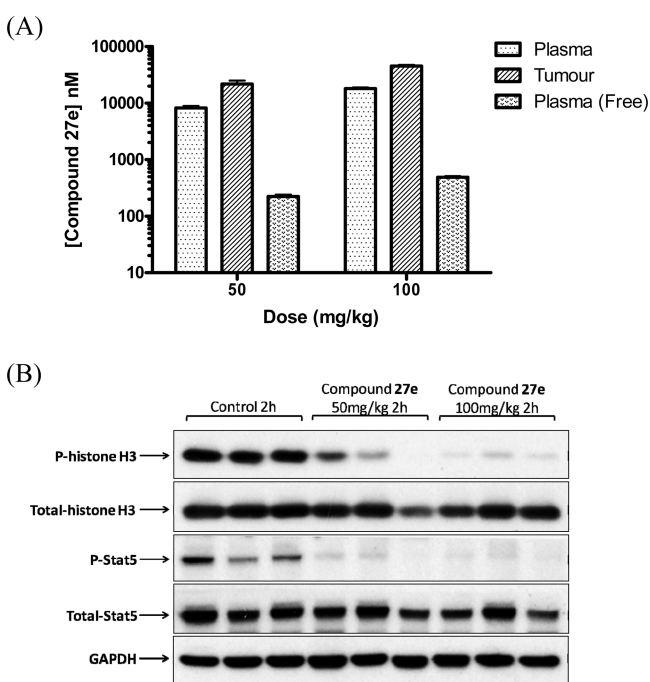 (A)
100000
10000
1000
100
10
[Compound 27e] nM
50
100
Dose (mg/kg)
Plasma
Tumour
Plasma (Free)
(B)
Control 2h
Compound 27e
50mg/kg 2h
Compound 27e
100mg/kg 2h
P-histone H3
Total-histone H3
P-Stat5
Total-Stat5
GAPDH